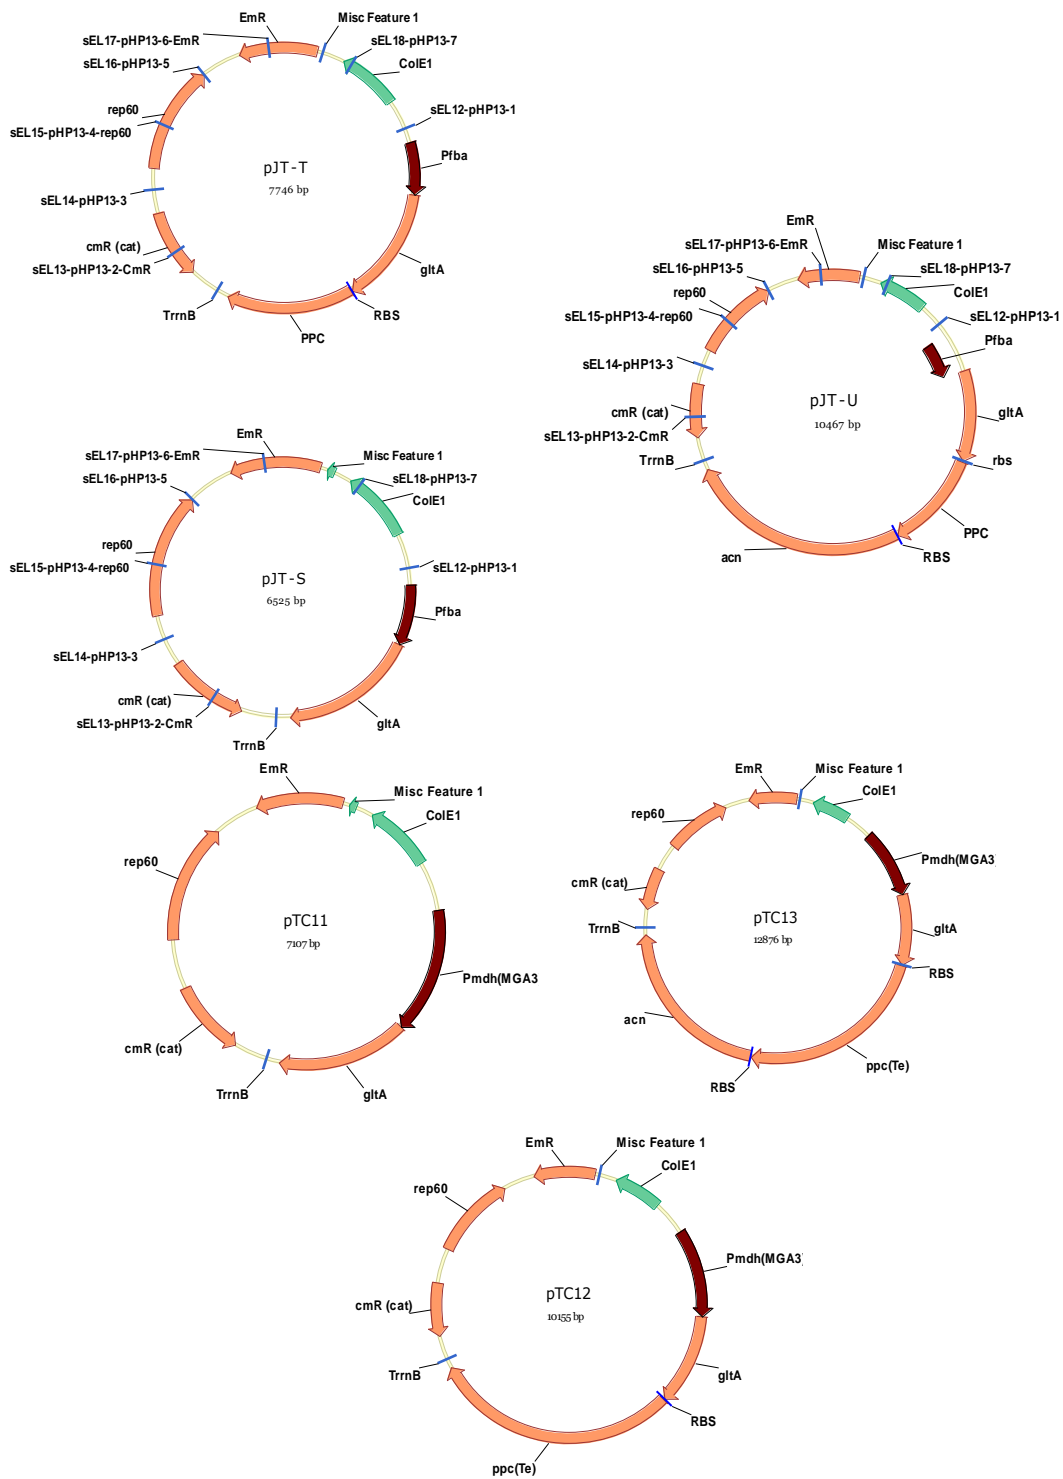 EmR
Misc Feature 1
sEL17-pHP13-6-EmR
sEL18-pHP13-7
sEL16-pHP13-5
ColE1
rep60
sEL12-pHP13-1
sEL15-pHP13-4-rep60
Pfba
pJT-T
7746 bp
sEL14-pHP13-3
cmR (cat)
sEL13-pHP13-2-CmR
gltA
TrrnB
RBS
PPC
EmR
sEL17-pHP13-6-EmR
Misc Feature 1
sEL16-pHP13-5
sEL18-pHP13-7
rep60
ColE1
sEL15-pHP13-4-rep60
sEL12-pHP13-1
Pfba
sEL14-pHP13-3
pJT-U
10467 bp
cmR (cat)
gltA
sEL13-pHP13-2-CmR
TrrnB
rbs
PPC
acn
RBS
EmR
sEL17-pHP13-6-EmR
Misc Feature 1
sEL16-pHP13-5
sEL18-pHP13-7
ColE1
rep60
sEL15-pHP13-4-rep60
sEL12-pHP13-1
pJT-S
6525 bp
Pfba
sEL14-pHP13-3
cmR (cat)
sEL13-pHP13-2-CmR
gltA
TrrnB
EmR
Misc Feature 1
ColE1
rep60
pTC11
7107 bp
Pmdh(MGA3
cmR (cat)
TrrnB
gltA
EmR
Misc Feature 1
ColE1
rep60
Pmdh(MGA3
cmR (cat)
pTC13
12876 bp
TrrnB
gltA
RBS
acn
RBS
ppc(Te)
EmR
Misc Feature 1
ColE1
rep60
Pmdh(MGA3)
pTC12
10155 bp
cmR (cat)
TrrnB
gltA
RBS
ppc(Te)